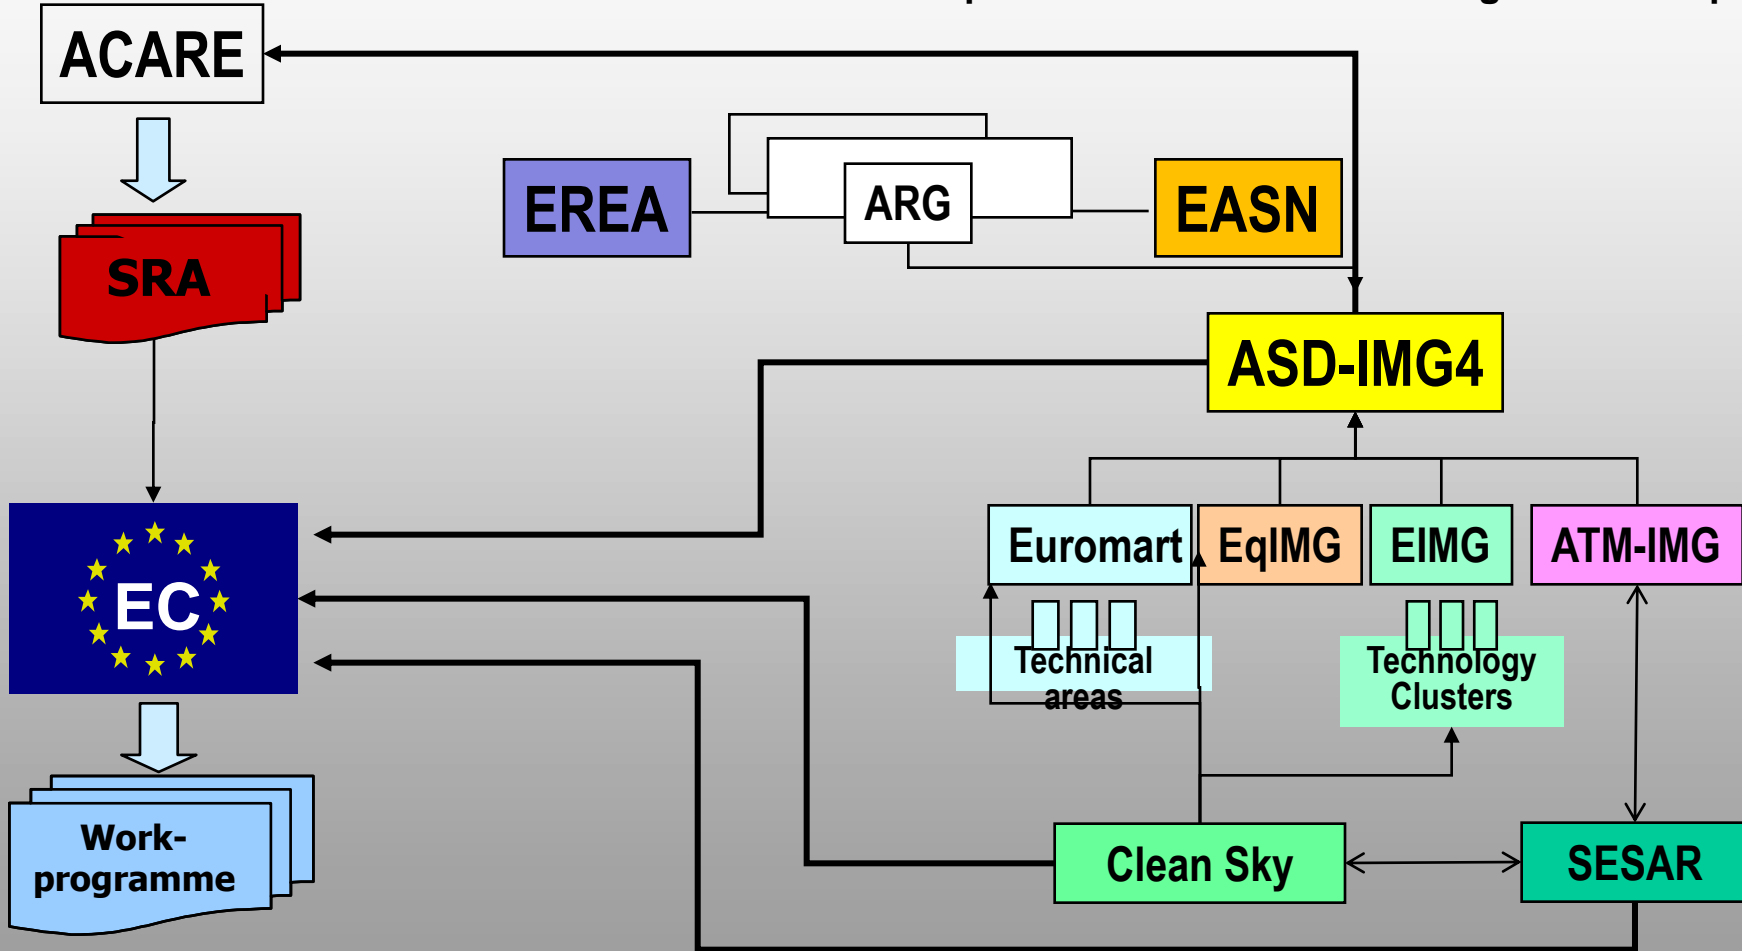 ACARE
EREA
ARG
EASN
SRA
ASD-IMG4
EC
Euromart
EqIMG
EIMG
ATM-IMG
Technical
areas
Technology
Clusters
Work-
programme
Clean Sky
SESAR